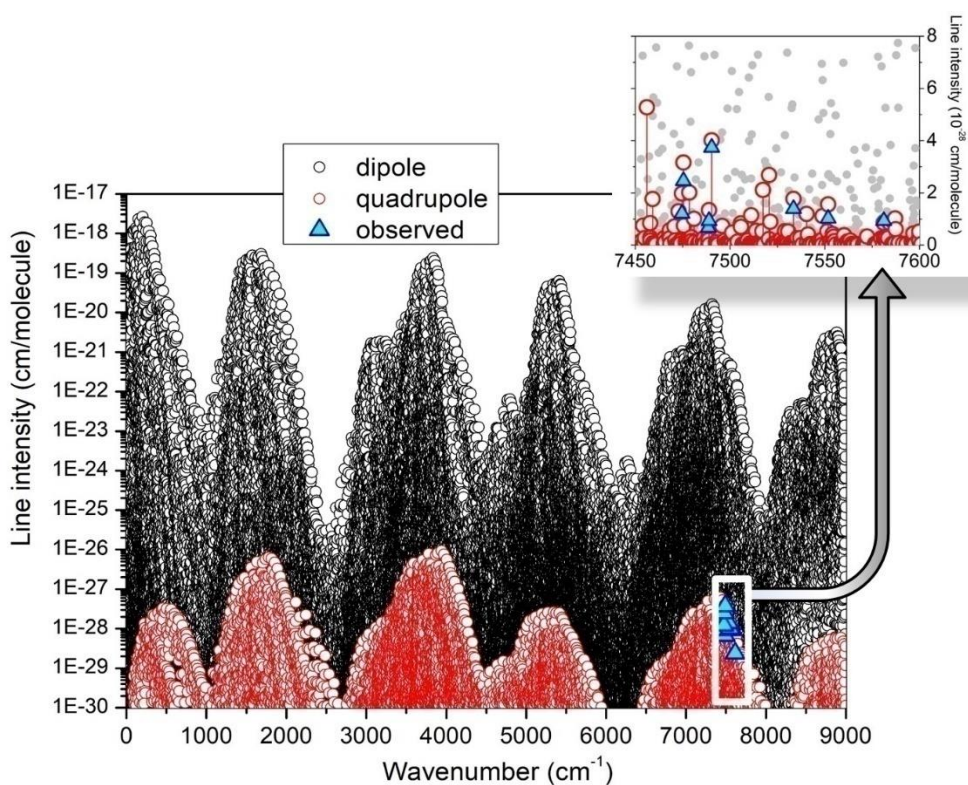 Line intensity (10⁻²⁸ cm/molecule)
8
6
4
2
0
7450 7500 7550 7600
dipole
quadrupole
observed
Line intensity (cm/molecule)
1E-17
1E-18
1E-19
1E-20
1E-21
1E-22
1E-23
1E-24
1E-25
1E-26
1E-27
1E-28
1E-29
1E-30
0 1000 2000 3000 4000 5000 6000 7000 8000 9000
Wavenumber (cm⁻¹)